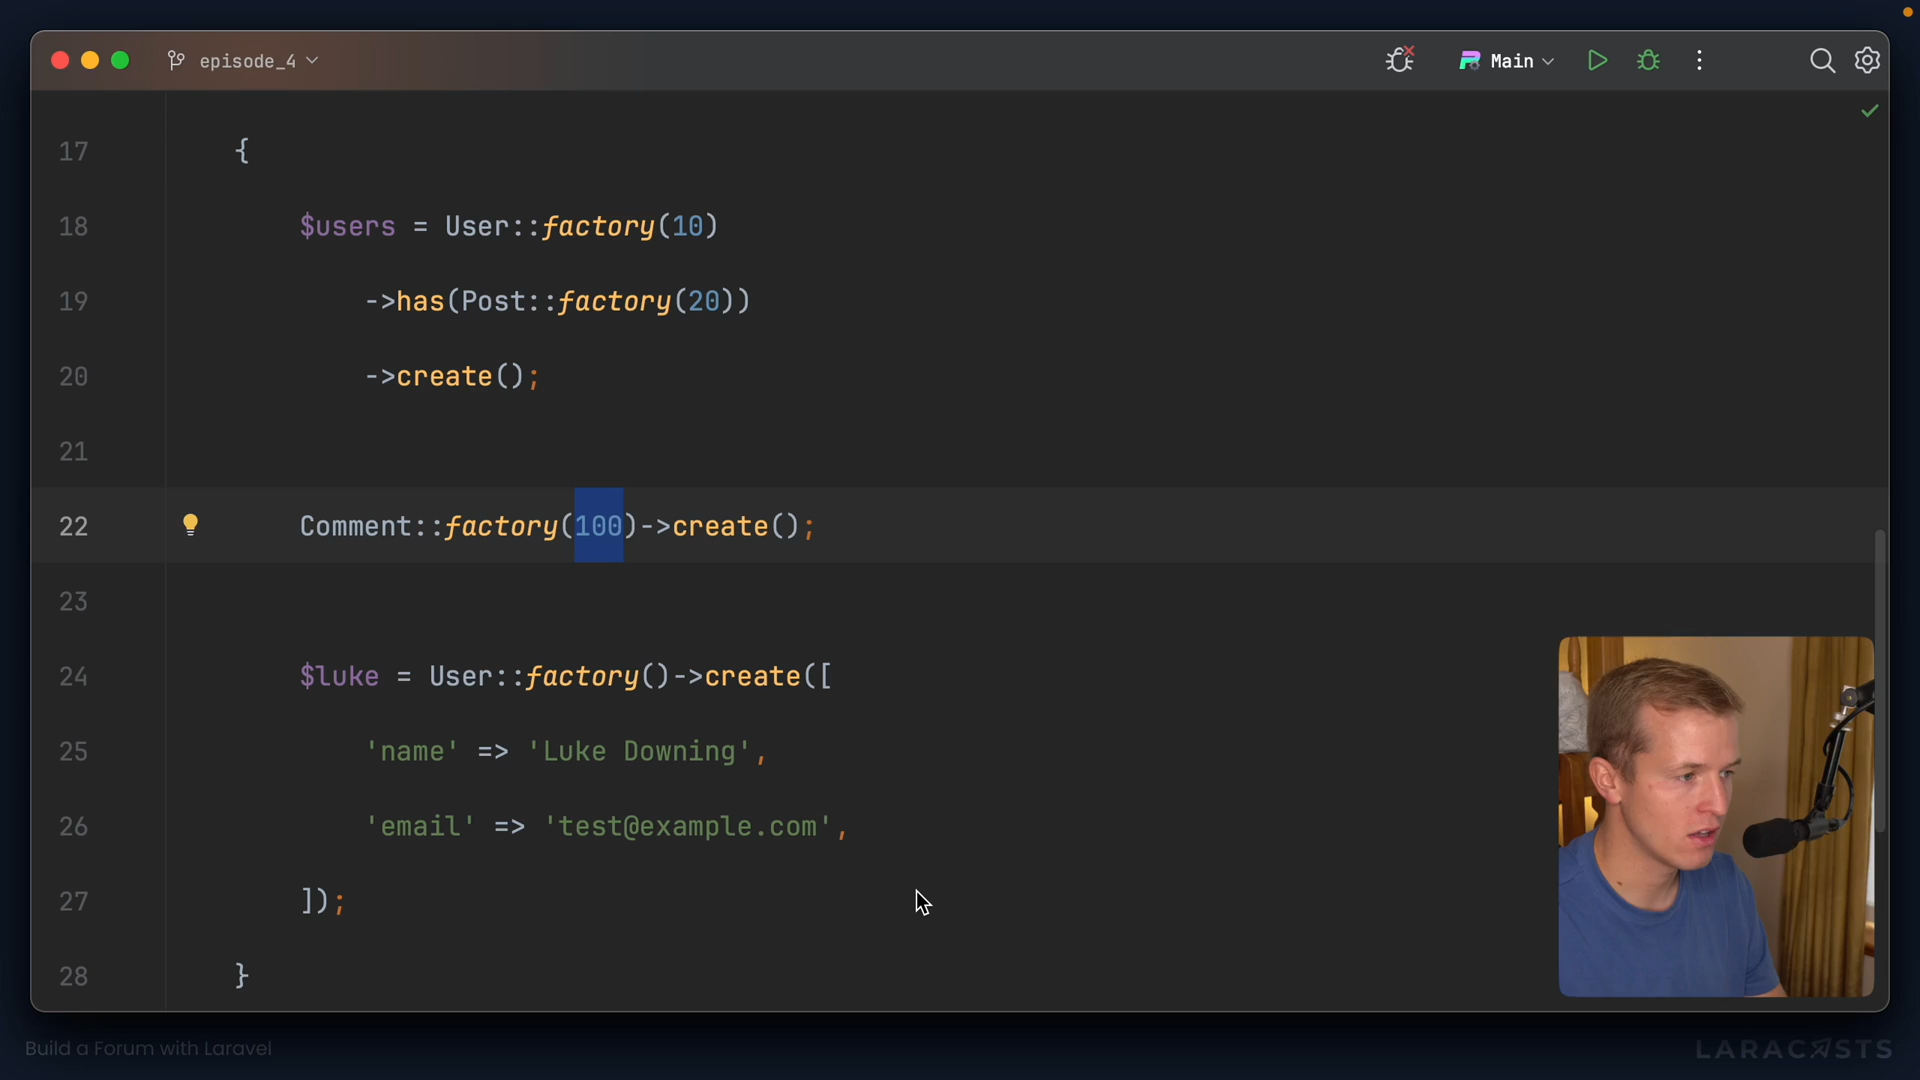 episode_4
Main
17 {
18 $users = User::factory(10)
19 ->has(Post::factory(20))
20 ->create();
21
22 Comment::factory(100)->create();
23
24 $luke = User::factory()->create([
25 'name' => 'Luke Downing',
26 'email' => 'test@example.com',
27 ]);
28 }
Build a Forum with Laravel
LARACASTS